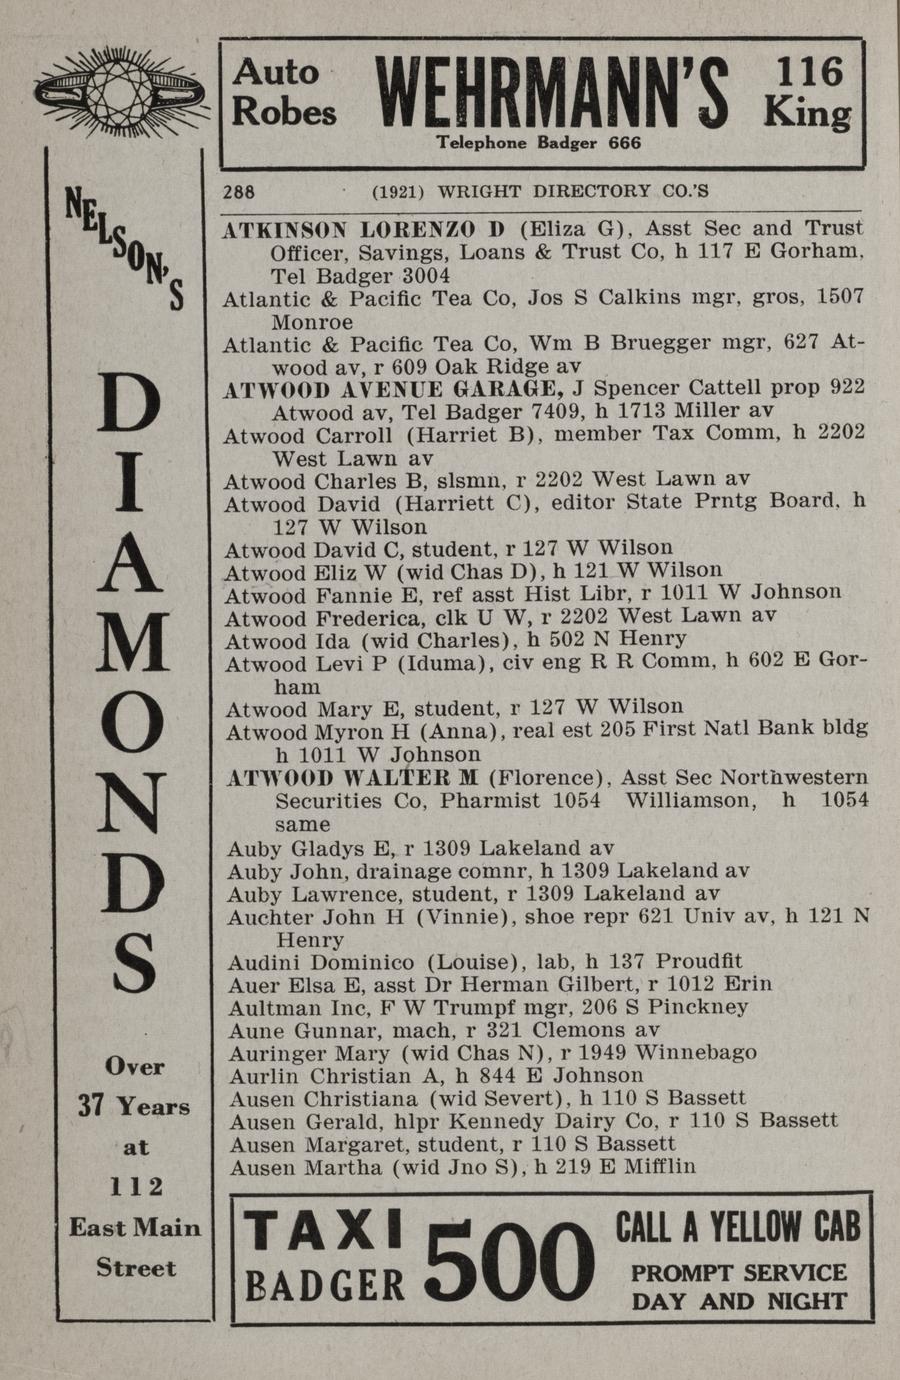 Auto
Robes
WEHRMANN'S
Telephone Badger 666
116
King
NELSON'S
DIAMONDS
Over
37 Years
at
112
East Main
Street
288 (1921) WRIGHT DIRECTORY CO.'S
ATKINSON LORENZO D (Eliza G), Asst Sec and Trust
Officer, Savings, Loans & Trust Co, h 117 E Gorham,
Tel Badger 3004
Atlantic & Pacific Tea Co, Jos S Calkins mgr, gros, 1507
Monroe
Atlantic & Pacific Tea Co, Wm B Bruegger mgr, 627 At-
wood av, r 609 Oak Ridge av
ATWOOD AVENUE GARAGE, J Spencer Cattell prop 922
Atwood av, Tel Badger 7409, h 1713 Miller av
Atwood Carroll (Harriet B), member Tax Comm, h 2202
West Lawn av
Atwood Charles B, slsmn, r 2202 West Lawn av
Atwood David (Harriett C), editor State Prntg Board, h
127 W Wilson
Atwood David C, student, r 127 W Wilson
Atwood Eliz W (wid Chas D), h 121 W Wilson
Atwood Fannie E, ref asst Hist Libr, r 1011 W Johnson
Atwood Frederica, clk U W, r 2202 West Lawn av
Atwood Ida (wid Charles), h 502 N Henry
Atwood Levi P (Iduma), civ eng R R Comm, h 602 E Gor-
ham
Atwood Mary E, student, r 127 W Wilson
Atwood Myron H (Anna), real est 205 First Natl Bank bldg
h 1011 W Johnson
ATWOOD WALTER M (Florence), Asst Sec Northwestern
Securities Co, Pharmist 1054 Williamson, h 1054
same
Auby Gladys E, r 1309 Lakeland av
Auby John, drainage comnr, h 1309 Lakeland av
Auby Lawrence, student, r 1309 Lakeland av
Auchter John H (Vinnie), shoe repr 621 Univ av, h 121 N
Henry
Audini Dominico (Louise), lab, h 137 Proudfit
Auer Elsa E, asst Dr Herman Gilbert, r 1012 Erin
Aultman Inc, F W Trumpf mgr, 206 S Pinckney
Aune Gunnar, mach, r 321 Clemons av
Auringer Mary (wid Chas N), r 1949 Winnebago
Aurlin Christian A, h 844 E Johnson
Ausen Christiana (wid Severt), h 110 S Bassett
Ausen Gerald, hlpr Kennedy Dairy Co, r 110 S Bassett
Ausen Margaret, student, r 110 S Bassett
Ausen Martha (wid Jno S), h 219 E Mifflin
TAXI
BADGER
500
CALL A YELLOW CAB
PROMPT SERVICE
DAY AND NIGHT